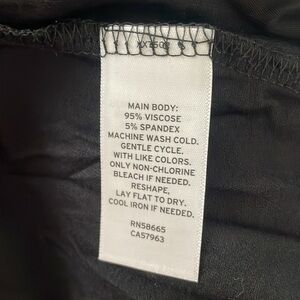 MAIN BODY:
95% VISCOSE
5% SPANDEX
MACHINE WASH COLD.
GENTLE CYCLE.
WITH LIKE COLORS.
ONLY NON-CHLORINE
BLEACH IF NEEDED.
RESHAPE,
LAY FLAT TO DRY.
COOL IRON IF NEEDED.
RN58665
CA57963